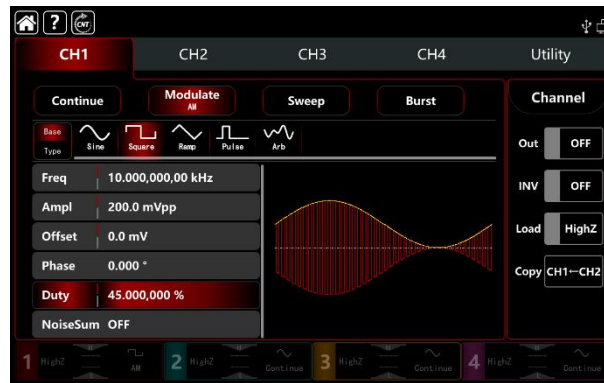 ? CNT
CH1 CH2 CH3 CH4 Utility
Continue Modulate AM Sweep Burst Channel
Base Type Sine Square Ramp Pulse Arb
Out OFF
Freq 10.000,000,00 kHz
INV OFF
Ampl 200.0 mVpp
Offset 0.0 mV
Load HighZ
Phase 0.000 °
Copy CH1←CH2
Duty 45.000,000 %
NoiseSum OFF
1 HighZ AM 2 HighZ Continue 3 HighZ Continue 4 HighZ Continue